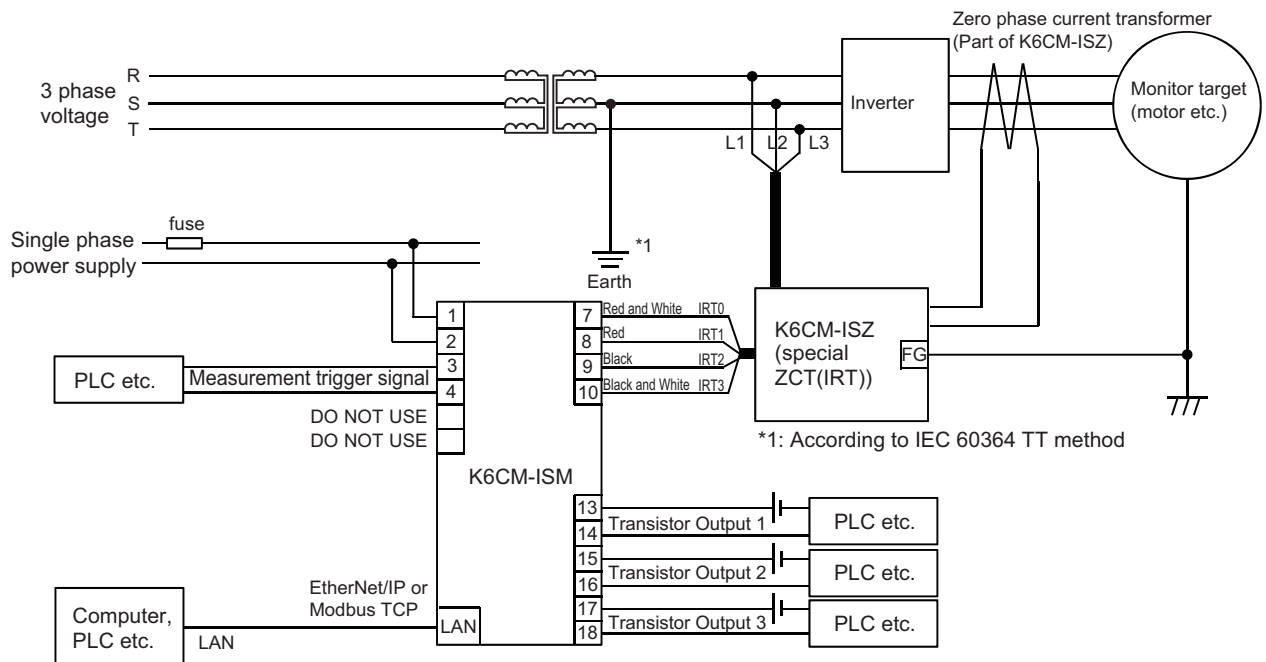 Zero phase current transformer
(Part of K6CM-ISZ)
3 phase
voltage
R
S
T
Inverter
Monitor target
(motor etc.)
L1
L2
L3
fuse
Single phase
power supply
*1
Earth
1
2
3
4
7
8
9
10
Red and White IRT0
Red IRT1
Black IRT2
Black and White IRT3
K6CM-ISZ
(special
ZCT(IRT))
FG
PLC etc.
Measurement trigger signal
DO NOT USE
DO NOT USE
*1: According to IEC 60364 TT method
K6CM-ISM
13
14
Transistor Output 1
PLC etc.
15
16
Transistor Output 2
PLC etc.
17
18
Transistor Output 3
PLC etc.
EtherNet/IP or
Modbus TCP
LAN
Computer,
PLC etc.
LAN